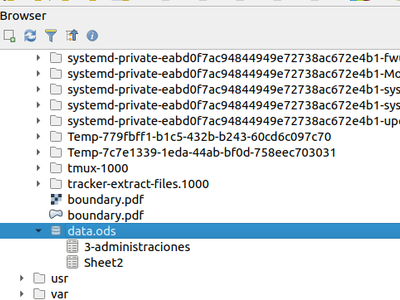 Browser
systemd-private-eabd0f7ac94844949e72738ac672e4b1-fwu
systemd-private-eabd0f7ac94844949e72738ac672e4b1-Mo
systemd-private-eabd0f7ac94844949e72738ac672e4b1-sys
systemd-private-eabd0f7ac94844949e72738ac672e4b1-sys
systemd-private-eabd0f7ac94844949e72738ac672e4b1-upo
Temp-779fbff1-b1c5-432b-b243-60cd6c097c70
Temp-7c7e1339-1eda-44ab-bf0d-758eec703031
tmux-1000
tracker-extract-files.1000
boundary.pdf
boundary.pdf
data.ods
3-administraciones
Sheet2
usr
var